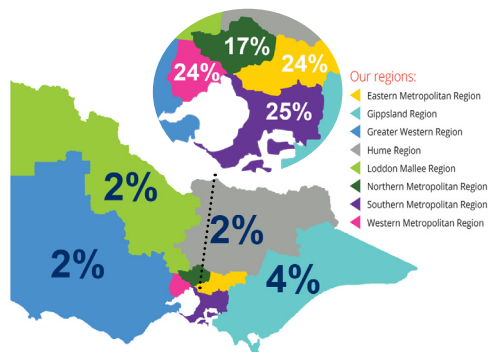 17%
24%
24%
25%
Our regions:
Eastern Metropolitan Region
Gippsland Region
Greater Western Region
Hume Region
Loddon Mallee Region
Northern Metropolitan Region
Southern Metropolitan Region
Western Metropolitan Region
2%
2%
2%
4%